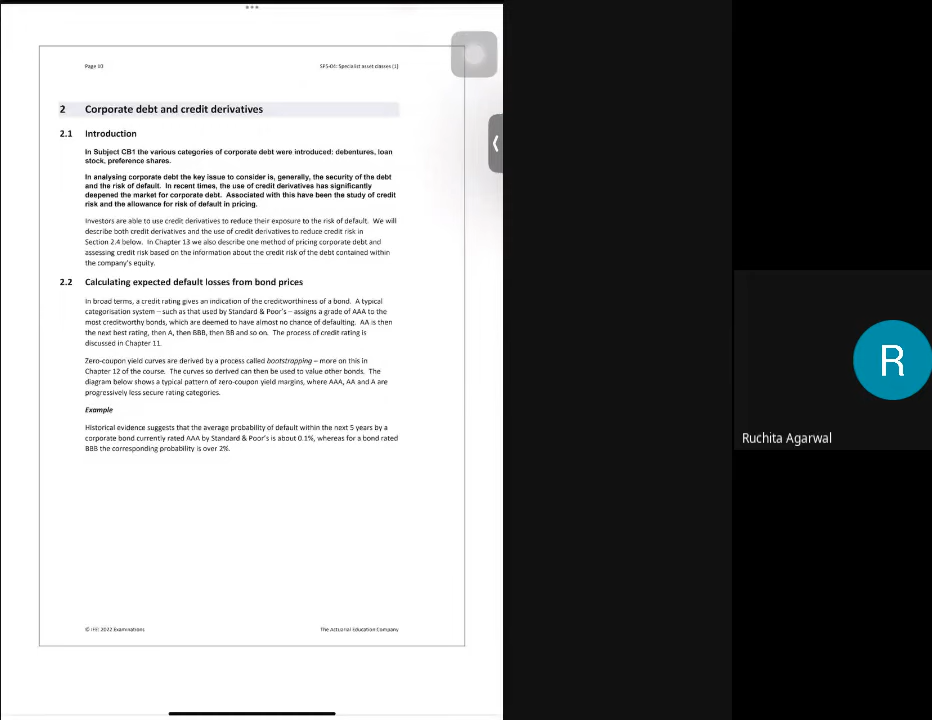 Page 10
SP5-04: Specialist asset classes (1)
2 Corporate debt and credit derivatives
2.1 Introduction
In Subject CB1 the various categories of corporate debt were introduced: debentures, loan
stock, preference shares.
In analysing corporate debt the key issue to consider is, generally, the security of the debt
and the risk of default. In recent times, the use of credit derivatives has significantly
deepened the market for corporate debt. Associated with this have been the study of credit
risk and the allowance for risk of default in pricing.
Investors are able to use credit derivatives to reduce their exposure to the risk of default. We will
describe both credit derivatives and the use of credit derivatives to reduce credit risk in
Section 2.4 below. In Chapter 13 we also describe one method of pricing corporate debt and
assessing credit risk based on the information about the credit risk of the debt contained within
the company's equity.
2.2 Calculating expected default losses from bond prices
In broad terms, a credit rating gives an indication of the creditworthiness of a bond. A typical
categorisation system – such as that used by Standard & Poor's – assigns a grade of AAA to the
most creditworthy bonds, which are deemed to have almost no chance of defaulting. AA is then
the next best rating, then A, then BBB, then BB and so on. The process of credit rating is
discussed in Chapter 11.
Zero-coupon yield curves are derived by a process called bootstrapping – more on this in
Chapter 12 of the course. The curves so derived can then be used to value other bonds. The
diagram below shows a typical pattern of zero-coupon yield margins, where AAA, AA and A are
progressively less secure rating categories.
Example
Historical evidence suggests that the average probability of default within the next 5 years by a
corporate bond currently rated AAA by Standard & Poor's is about 0.1%, whereas for a bond rated
BBB the corresponding probability is over 2%.
© IFE: 2022 Examinations
The Actuarial Education Company
R
Ruchita Agarwal